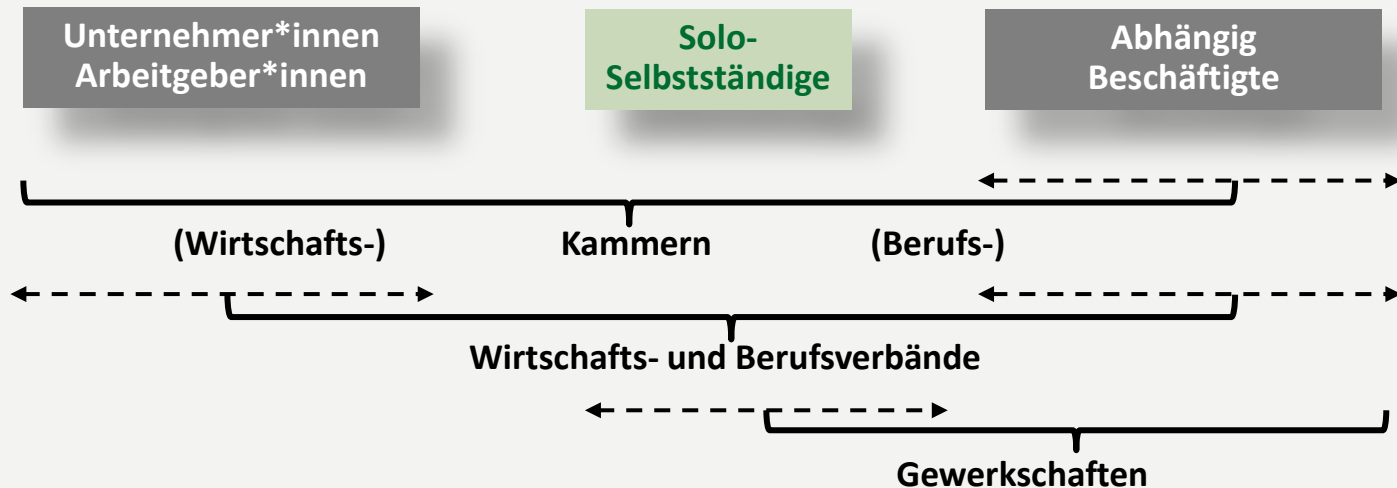 Unternehmer*innen
Arbeitgeber*innen
Solo-
Selbstständige
Abhängig
Beschäftigte
(Wirtschafts-) Kammern (Berufs-)
Wirtschafts- und Berufsverbände
Gewerkschaften